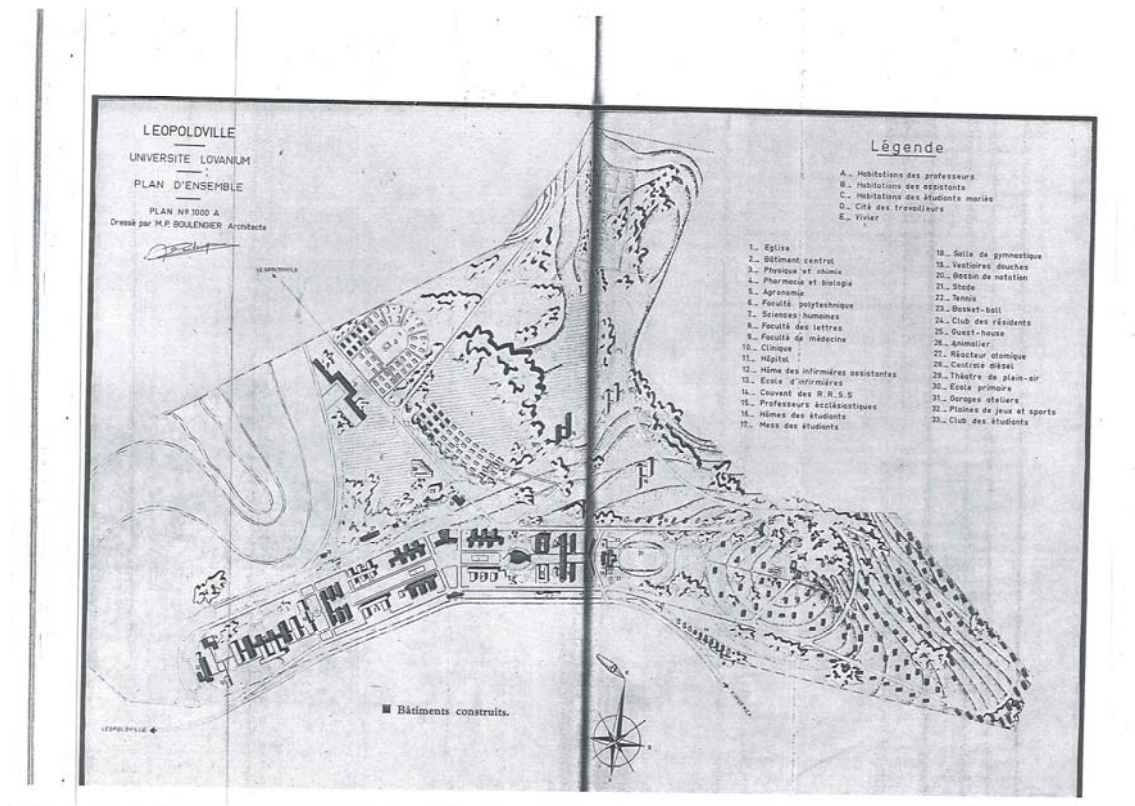 LEOPOLDVILLE
UNIVERSITE LOVANIUM
PLAN D'ENSEMBLE
PLAN Nº 1000 A
Dressé par M.P. BOULENGIER Architecte
Légende
A._ Habitations des professeurs
B._ Habitations des assistants
C._ Habitations des étudiants mariés
D._ Cité des travailleurs
E._ Vivier
1._ Eglise
2._ Bâtiment central
3._ Physique et chimie
4._ Pharmacie et biologie
5._ Agronomie
6._ Faculté polytechnique
7._ Sciences humaines
8._ Faculté des lettres
9._ Faculté de médecine
10._ Clinique
11._ Hôpital
12._ Hôme des infirmières assistantes
13._ Ecole d'infirmières
14._ Couvent des R.R.S.S
15._ Professeurs écclésiastiques
16._ Hômes des étudiants
17._ Mess des étudiants
18._ Salle de gymnastique
19._ Vestiaires douches
20._ Bassin de natation
21._ Stade
22._ Tennis
23._ Basket-ball
24._ Club des résidents
25._ Guest-house
26._ Animalier
27._ Réacteur atomique
28._ Centrale diésel
29._ Théatre de plein-air
30._ Ecole primaire
31._ Garages ateliers
32._ Plaines de jeux et sports
33._ Club des étudiants
Bâtiments construits.
LEOPOLDVILLE